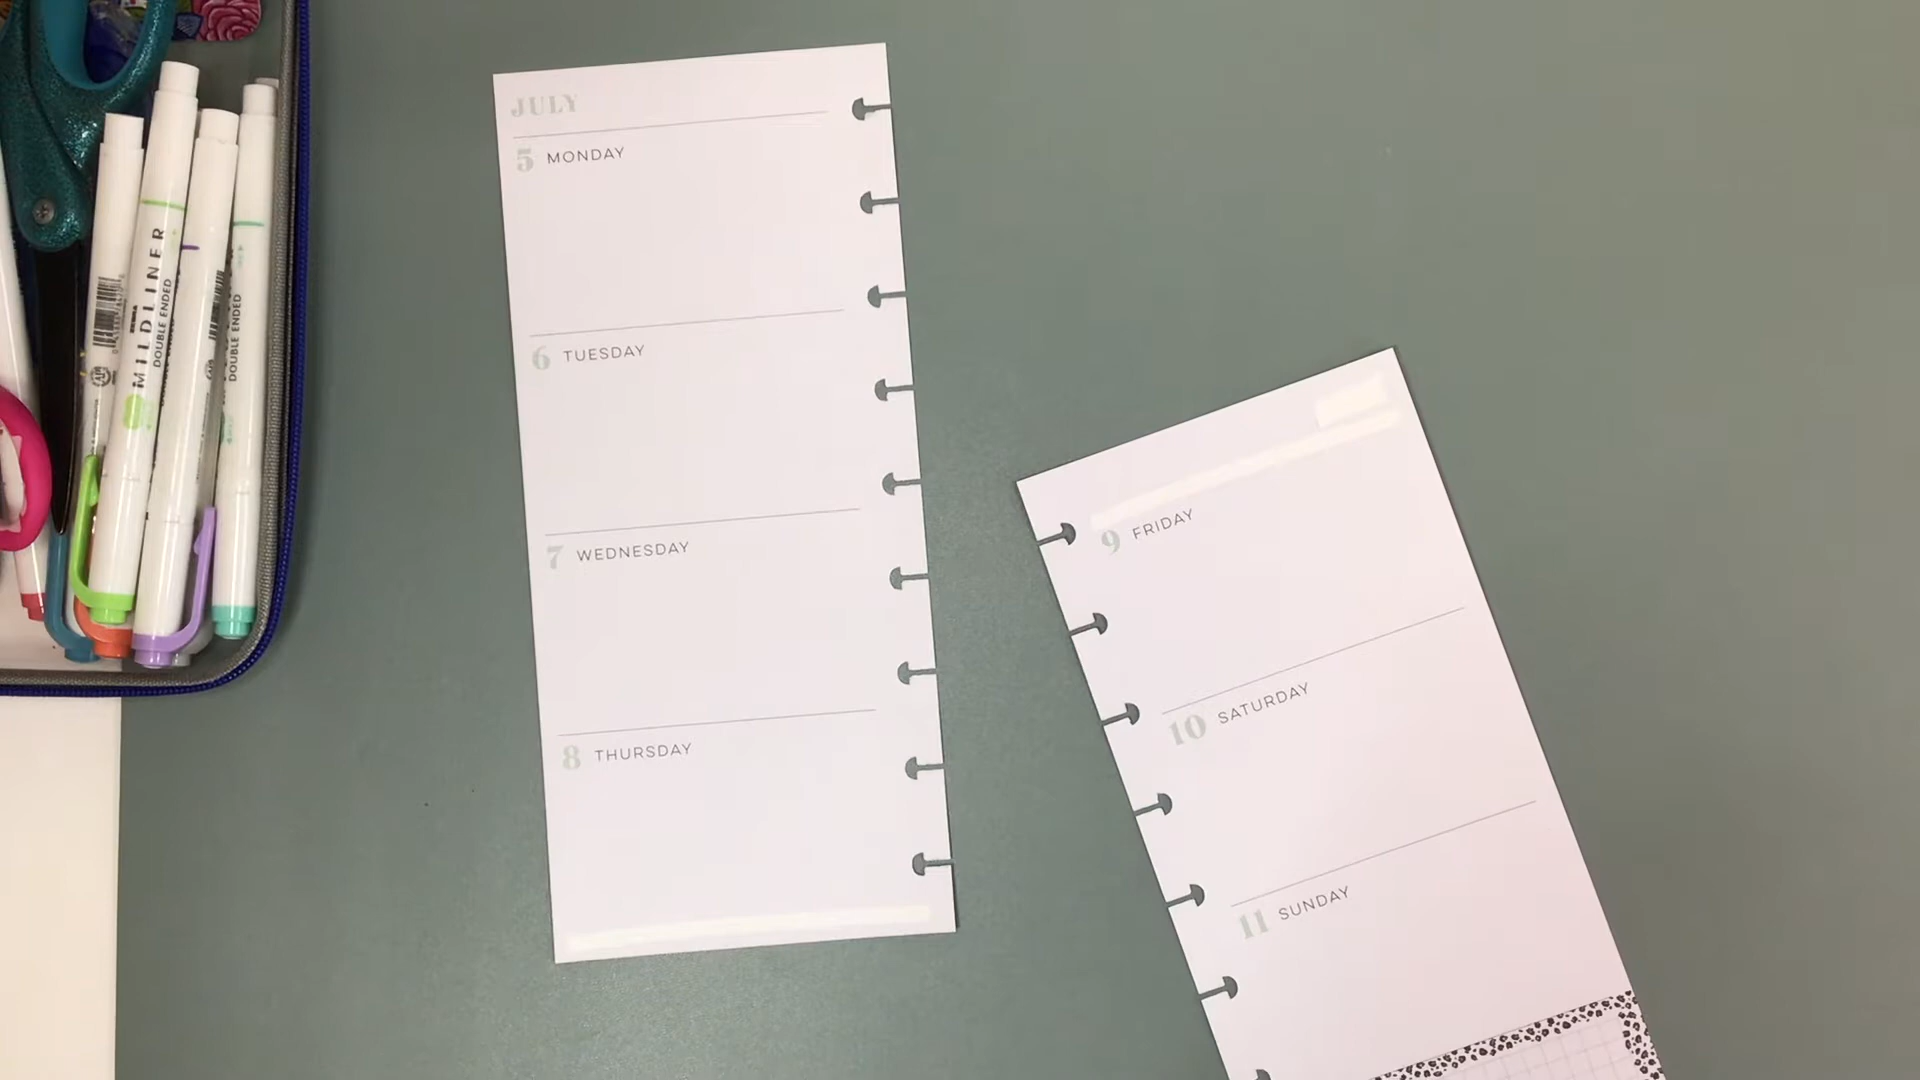 JULY
5 MONDAY
6 TUESDAY
7 WEDNESDAY
8 THURSDAY
9 FRIDAY
10 SATURDAY
11 SUNDAY
MILDLINER
DOUBLE ENDED
DOUBLE ENDED